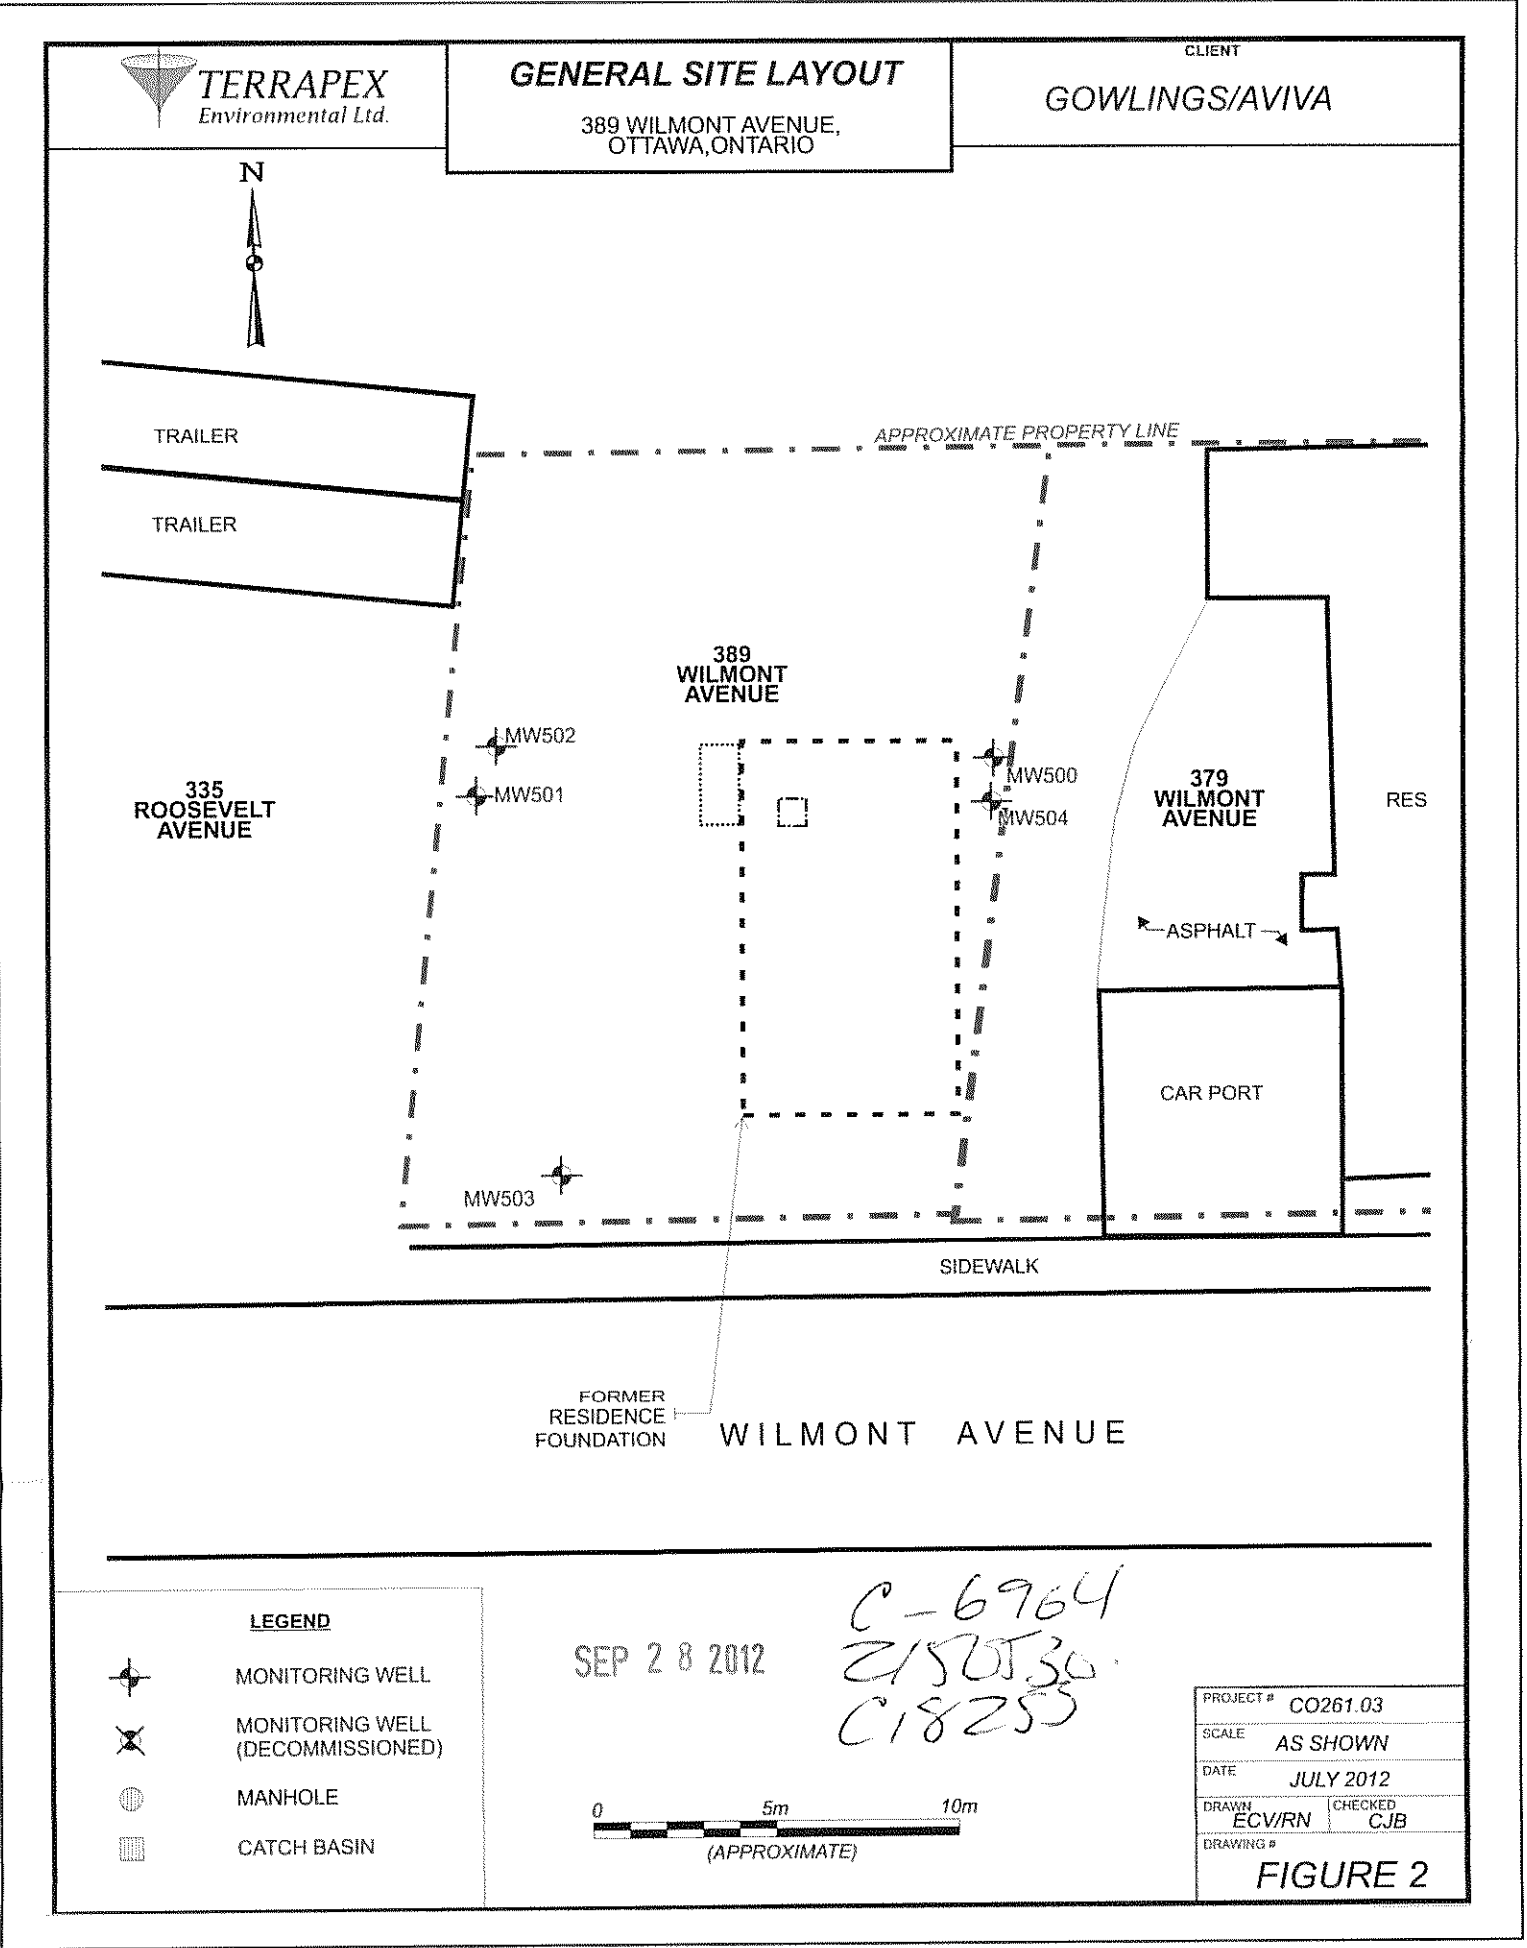 TERRAPEX
Environmental Ltd.
GENERAL SITE LAYOUT
389 WILMONT AVENUE,
OTTAWA,ONTARIO
CLIENT
GOWLINGS/AVIVA
N
TRAILER
TRAILER
APPROXIMATE PROPERTY LINE
389
WILMONT
AVENUE
MW502
MW501
MW500
MW504
335
ROOSEVELT
AVENUE
379
WILMONT
AVENUE
RES
ASPHALT
CAR PORT
MW503
SIDEWALK
FORMER
RESIDENCE
FOUNDATION
WILMONT AVENUE
LEGEND
MONITORING WELL
MONITORING WELL
(DECOMMISSIONED)
MANHOLE
CATCH BASIN
SEP 28 2012
C-6964
Z150530
C18255
0 5m 10m
(APPROXIMATE)
PROJECT # CO261.03
SCALE AS SHOWN
DATE JULY 2012
DRAWN ECV/RN CHECKED CJB
DRAWING #
FIGURE 2